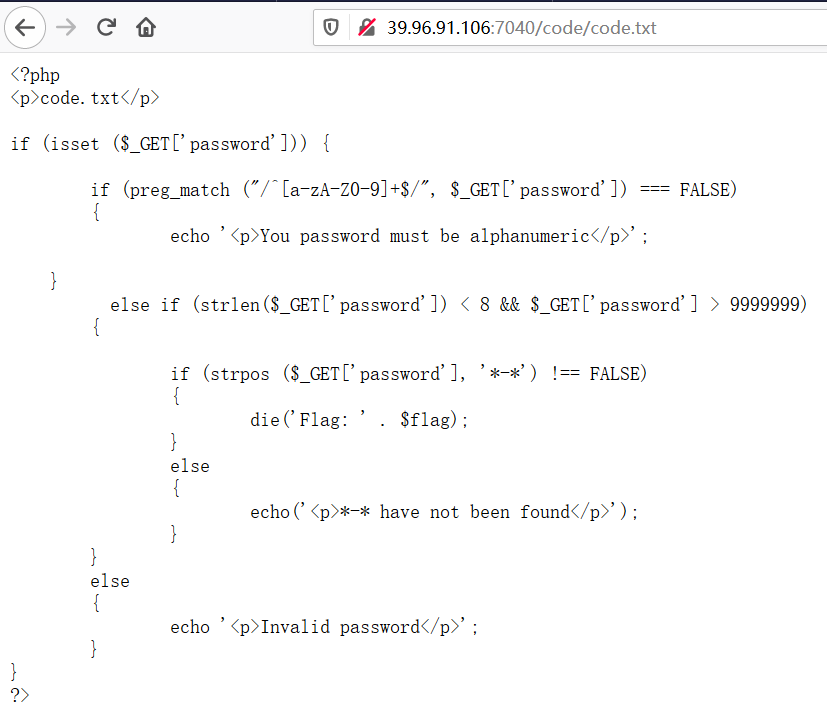 39.96.91.106:7040/code/code.txt
<?php
<p>code.txt</p>
if (isset ($_GET['password'])) {
if (preg_match ("/^[a-zA-Z0-9]+$/", $_GET['password']) === FALSE)
{
echo '<p>You password must be alphanumeric</p>';
}
else if (strlen($_GET['password']) < 8 && $_GET['password'] > 9999999)
{
if (strpos ($_GET['password'], '*-*') !== FALSE)
{
die('Flag: ' . $flag);
}
else
{
echo('<p>*-* have not been found</p>');
}
}
else
{
echo '<p>Invalid password</p>';
}
}
?>